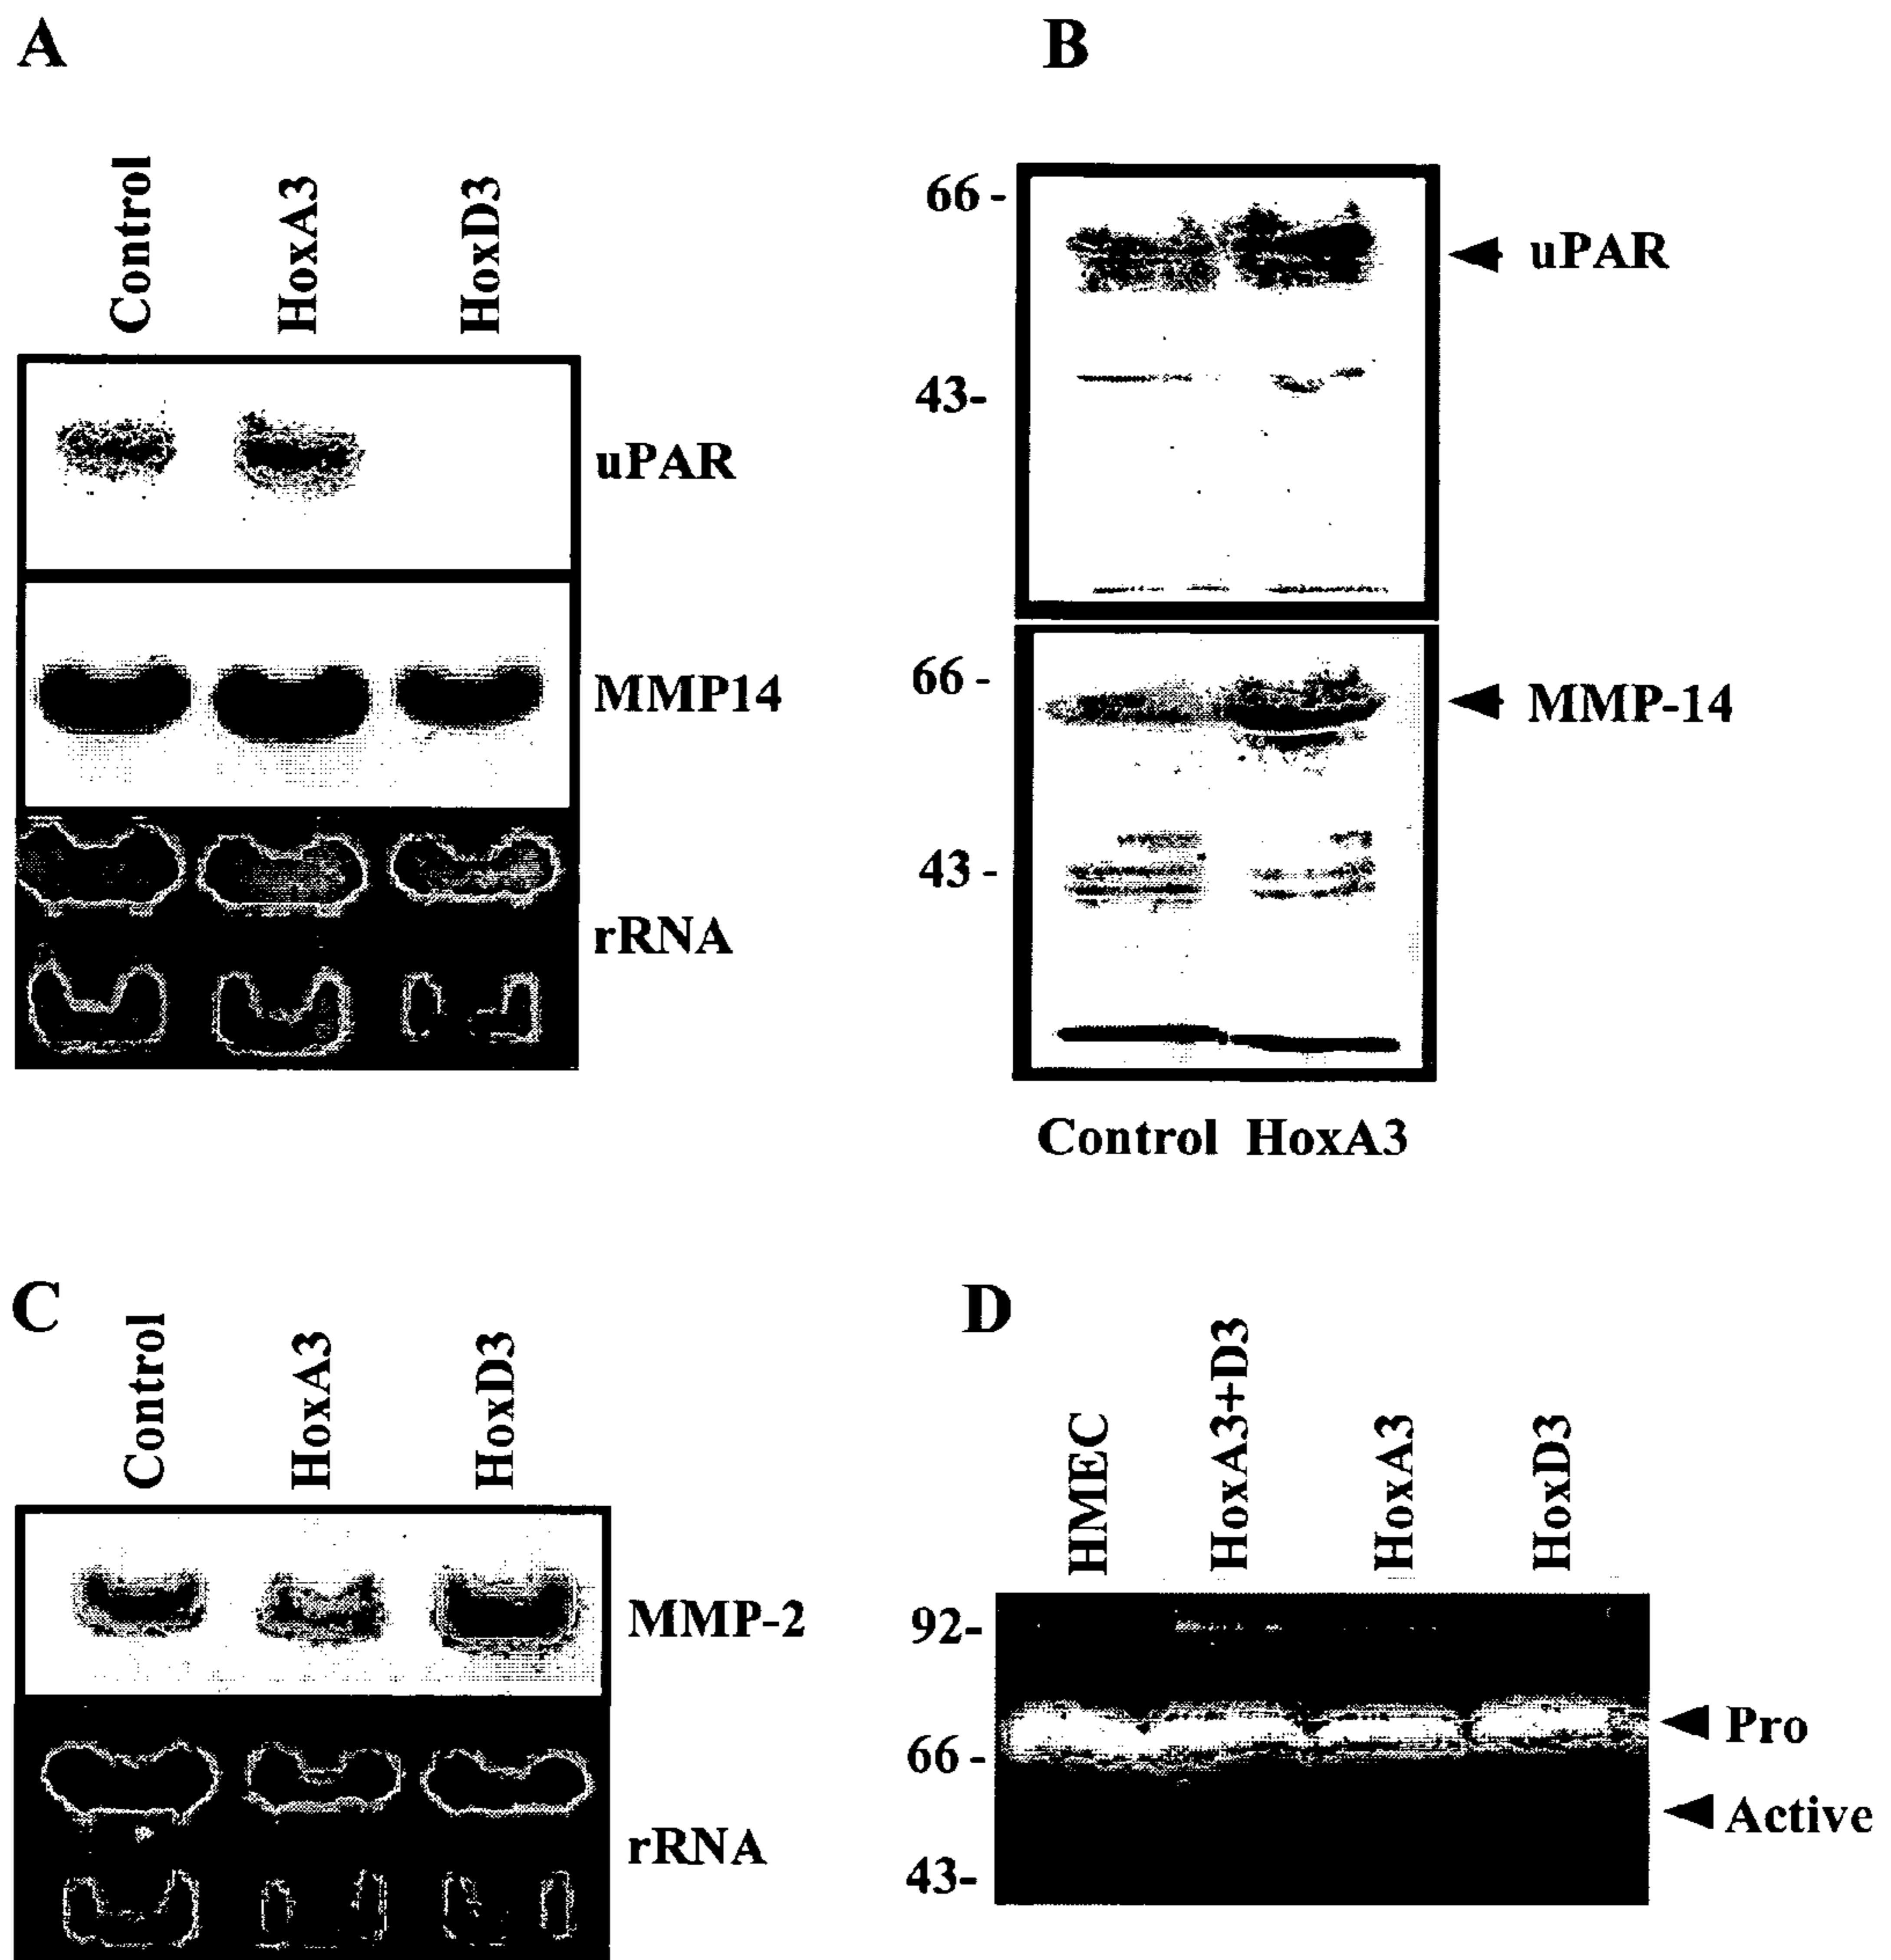 A
Control
HoxA3
HoxD3
uPAR
MMP14
rRNA
B
66 -
43-
uPAR
66 -
43 -
MMP-14
Control HoxA3
C
Control
HoxA3
HoxD3
MMP-2
rRNA
D
HMEC
HoxA3+D3
HoxA3
HoxD3
92-
66 -
43-
Pro
Active